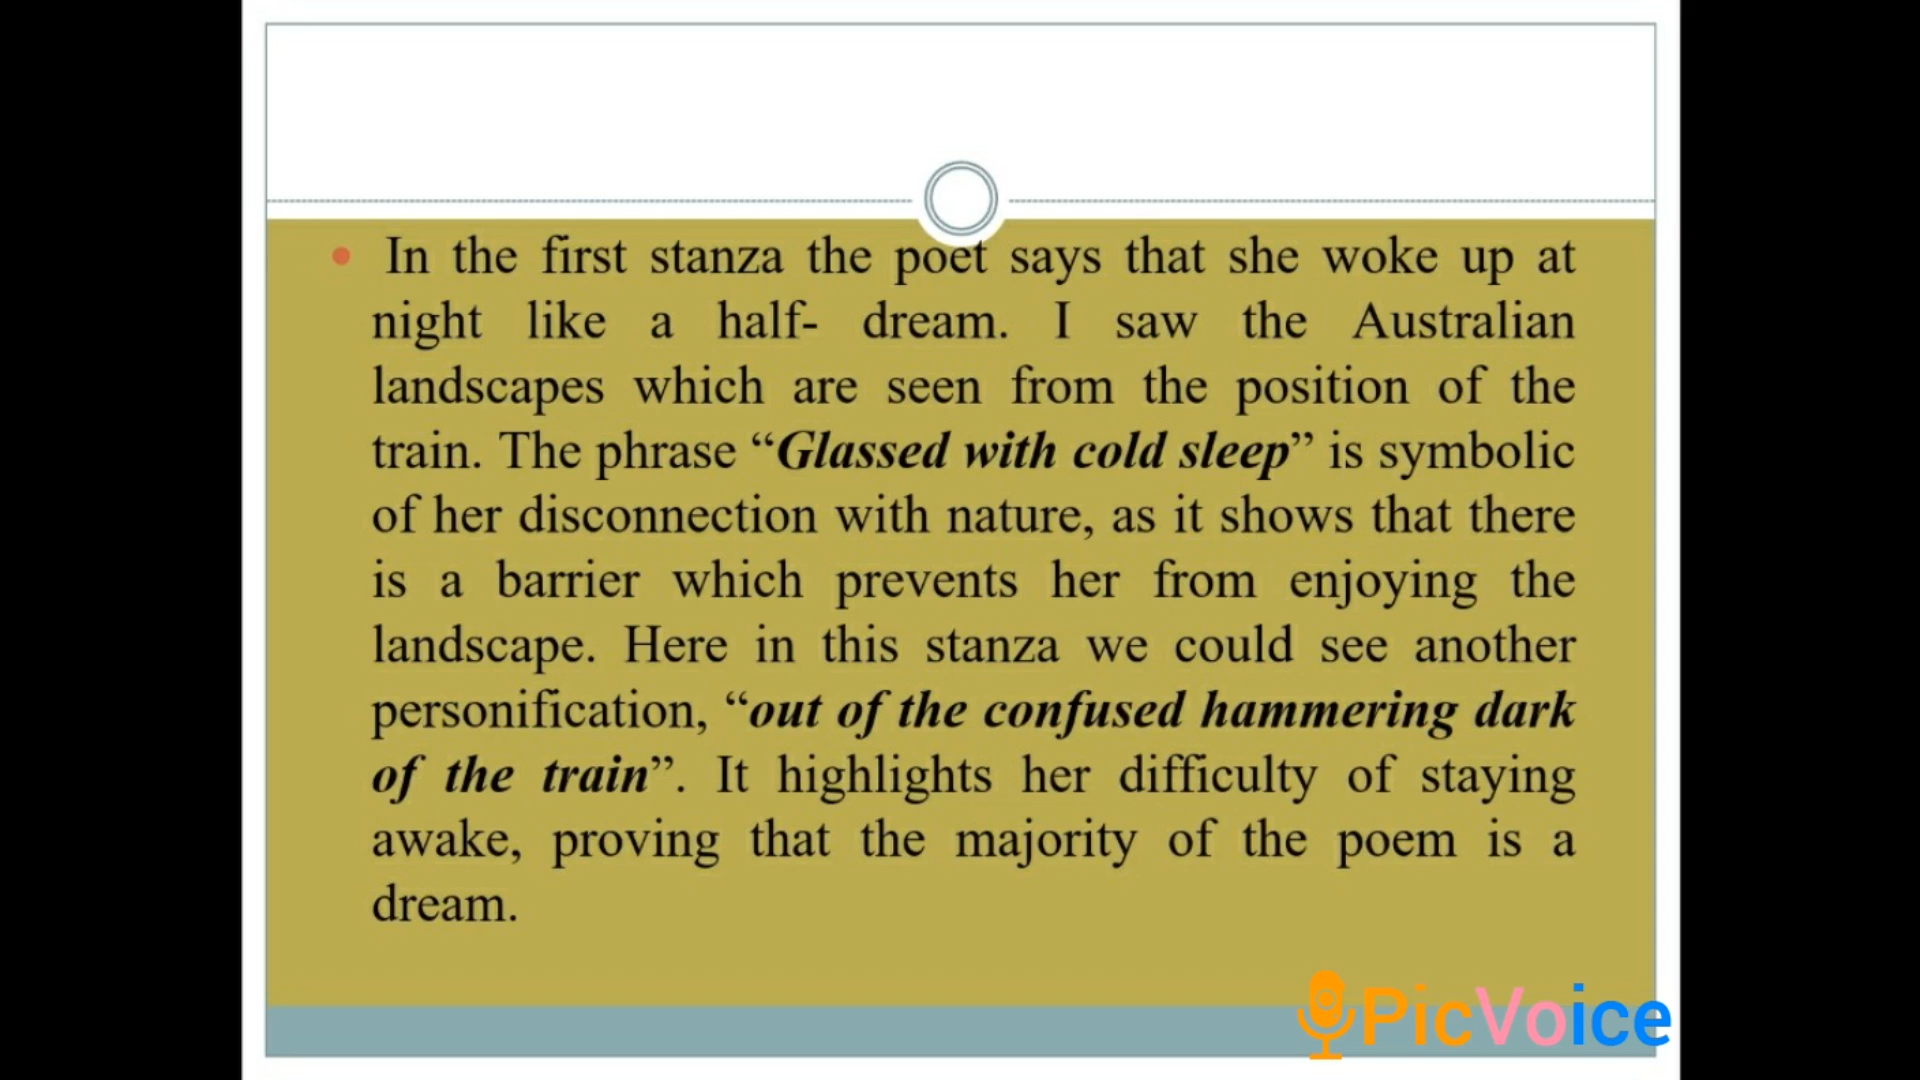 • In the first stanza the poet says that she woke up at
night like a half- dream. I saw the Australian
landscapes which are seen from the position of the
train. The phrase “Glassed with cold sleep” is symbolic
of her disconnection with nature, as it shows that there
is a barrier which prevents her from enjoying the
landscape. Here in this stanza we could see another
personification, “out of the confused hammering dark
of the train”. It highlights her difficulty of staying
awake, proving that the majority of the poem is a
dream.
PicVoice